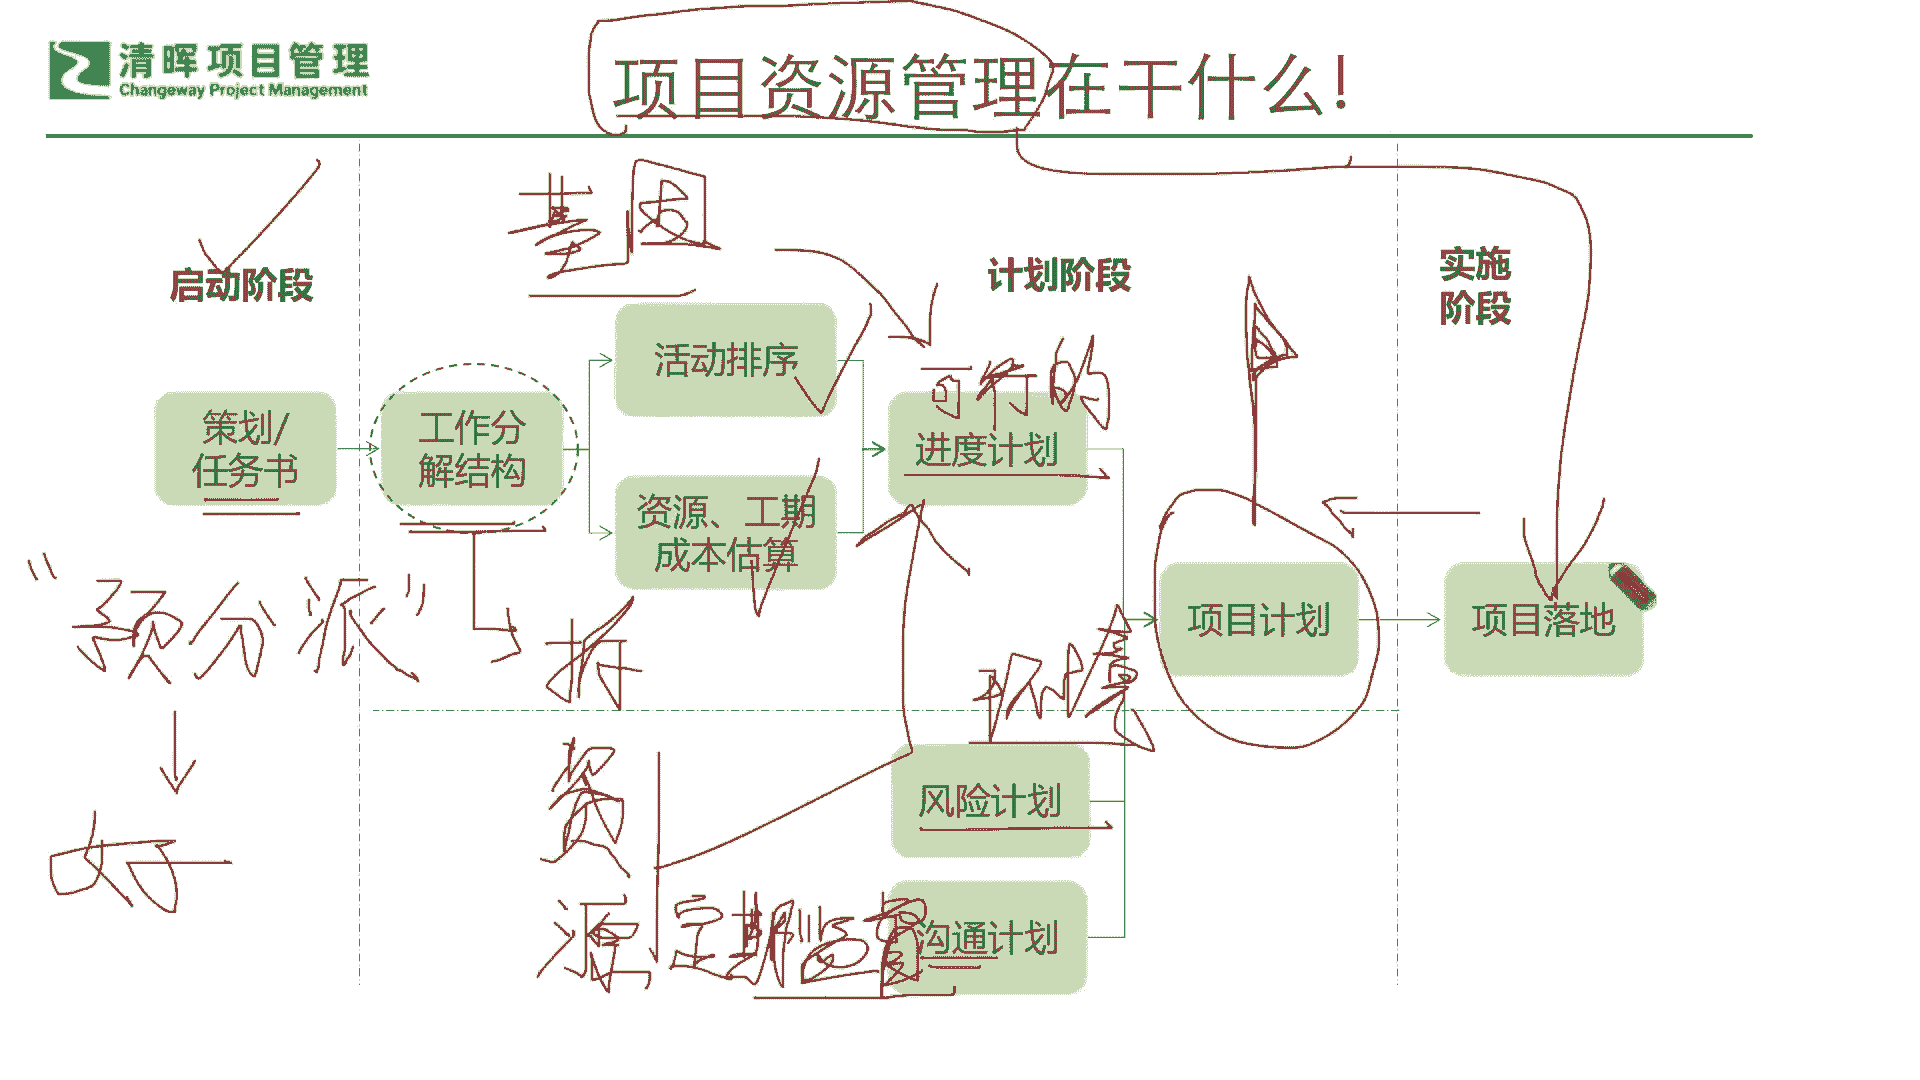 清晖项目管理
Changeway Project Management
项目资源管理在干什么!
基因
启动阶段
计划阶段
实施
阶段
活动排序
可行的
策划/
任务书
工作分
解结构
进度计划
资源、工期
成本估算
“预分派”
拆
环境
项目计划
项目落地
资
源
风险计划
好
定期监
沟通计划